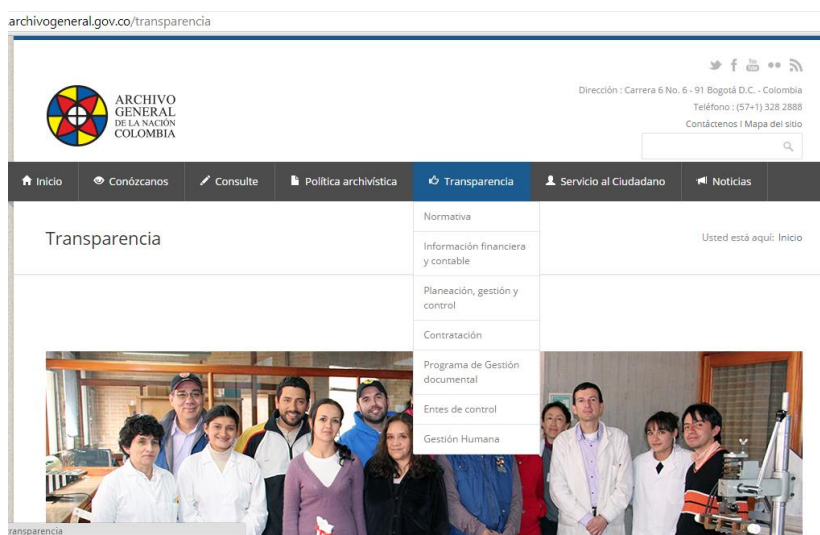 archivogeneral.gov.co/transparencia
Dirección : Carrera 6 No. 6 - 91 Bogotá D.C. - Colombia
Teléfono : (57+1) 328 2888
Contáctenos I Mapa del sitio
ARCHIVO
GENERAL
DE LA NACIÓN
COLOMBIA
Inicio Conózcanos Consulte Política archivística Transparencia Servicio al Ciudadano Noticias
Transparencia
Usted está aquí: Inicio
Normativa
Información financiera
y contable
Planeación, gestión y
control
Contratación
Programa de Gestión
documental
Entes de control
Gestión Humana
transparencia